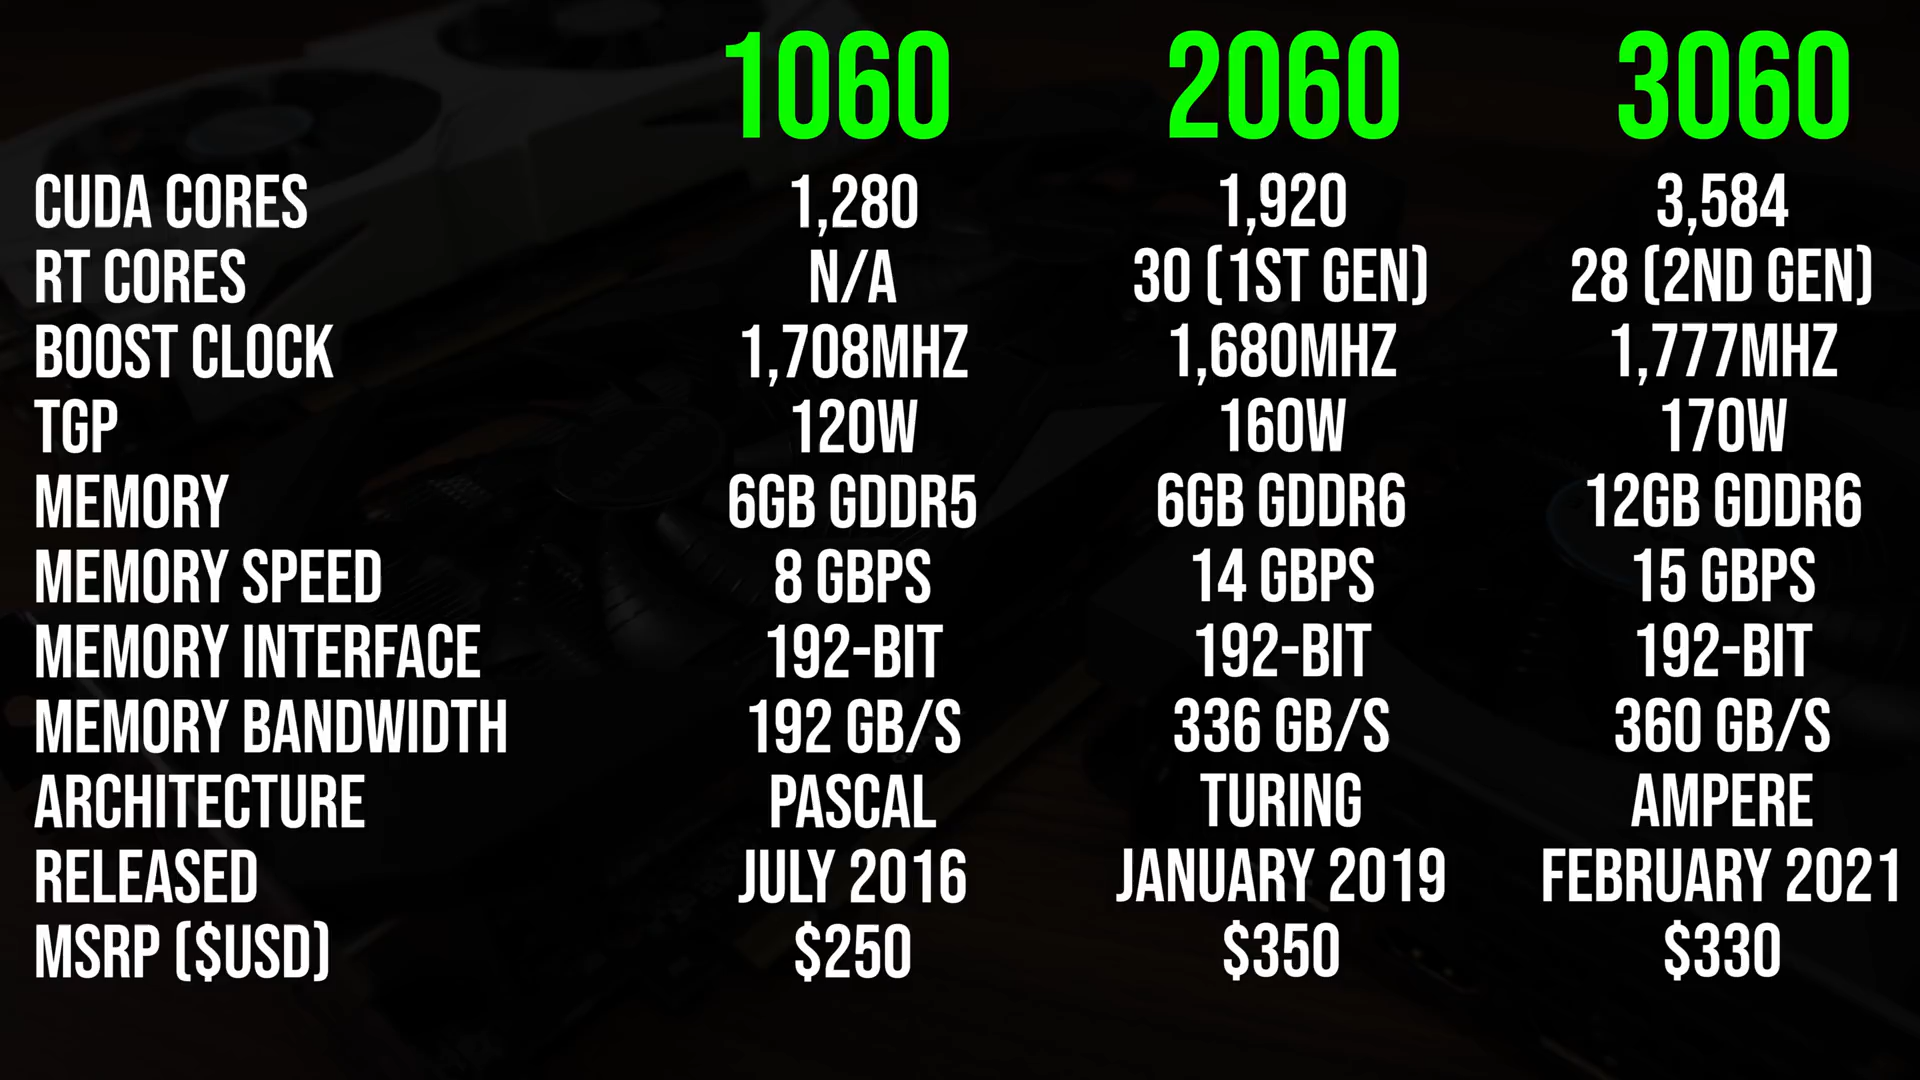 1060 2060 3060
CUDA CORES 1,280 1,920 3,584
RT CORES N/A 30 (1ST GEN) 28 (2ND GEN)
BOOST CLOCK 1,708MHZ 1,680MHZ 1,777MHZ
TGP 120W 160W 170W
MEMORY 6GB GDDR5 6GB GDDR6 12GB GDDR6
MEMORY SPEED 8 GBPS 14 GBPS 15 GBPS
MEMORY INTERFACE 192-BIT 192-BIT 192-BIT
MEMORY BANDWIDTH 192 GB/S 336 GB/S 360 GB/S
ARCHITECTURE PASCAL TURING AMPERE
RELEASED JULY 2016 JANUARY 2019 FEBRUARY 2021
MSRP ($USD) $250 $350 $330